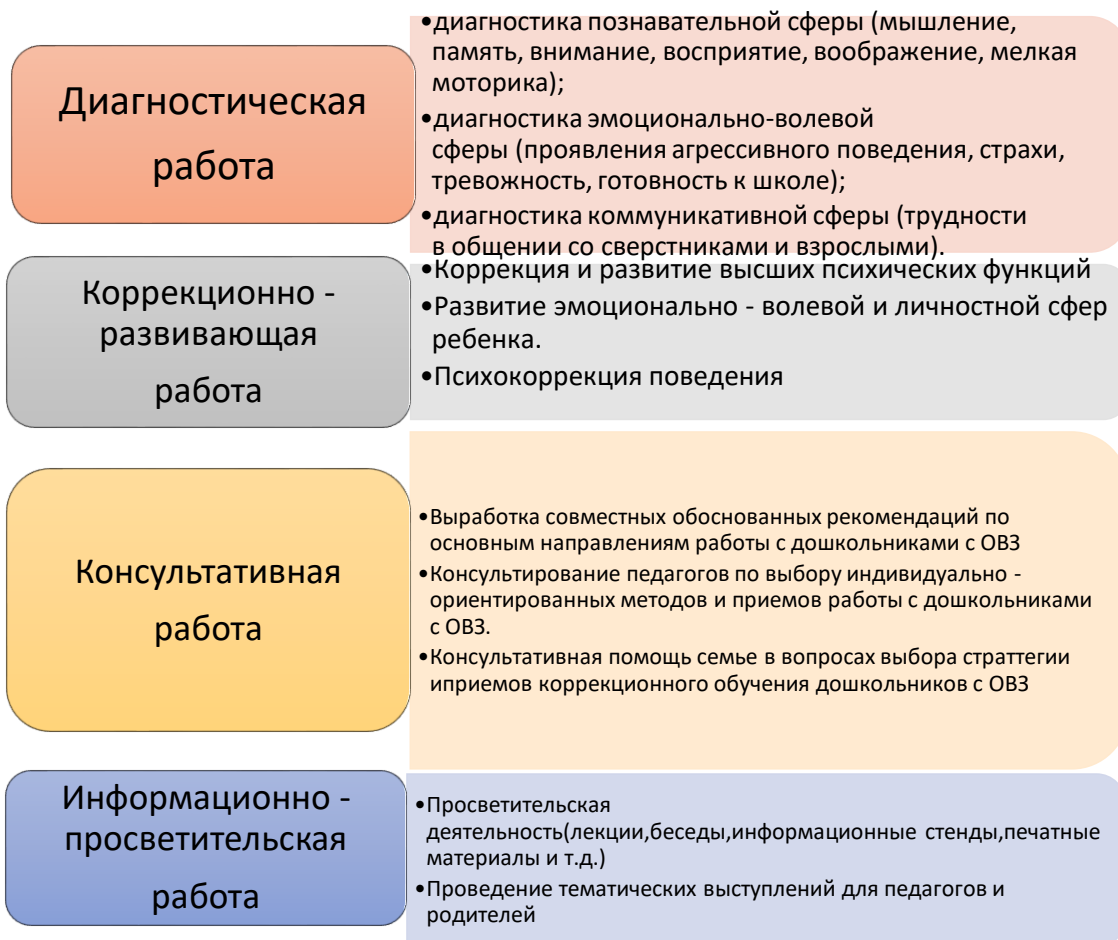 Диагностическая
работа
•диагностика познавательной сферы (мышление,
память, внимание, восприятие, воображение, мелкая
моторика);
•диагностика эмоционально-волевой
сферы (проявления агрессивного поведения, страхи,
тревожность, готовность к школе);
•диагностика коммуникативной сферы (трудности
в общении со сверстниками и взрослыми).
Коррекционно -
развивающая
работа
•Коррекция и развитие высших психических функций
•Развитие эмоционально - волевой и личностной сфер
ребенка.
•Психокоррекция поведения
Консультативная
работа
•Выработка совместных обоснованных рекомендаций по
основным направлениям работы с дошкольниками с ОВЗ
•Консультирование педагогов по выбору индивидуально -
ориентированных методов и приемов работы с дошкольниками
с ОВЗ.
•Консультативная помощь семье в вопросах выбора страттегии
иприемов коррекционного обучения дошкольников с ОВЗ
Информационно -
просветительская
работа
•Просветительская
деятельность(лекции,беседы,информационные стенды,печатные
материалы и т.д.)
•Проведение тематических выступлений для педагогов и
родителей